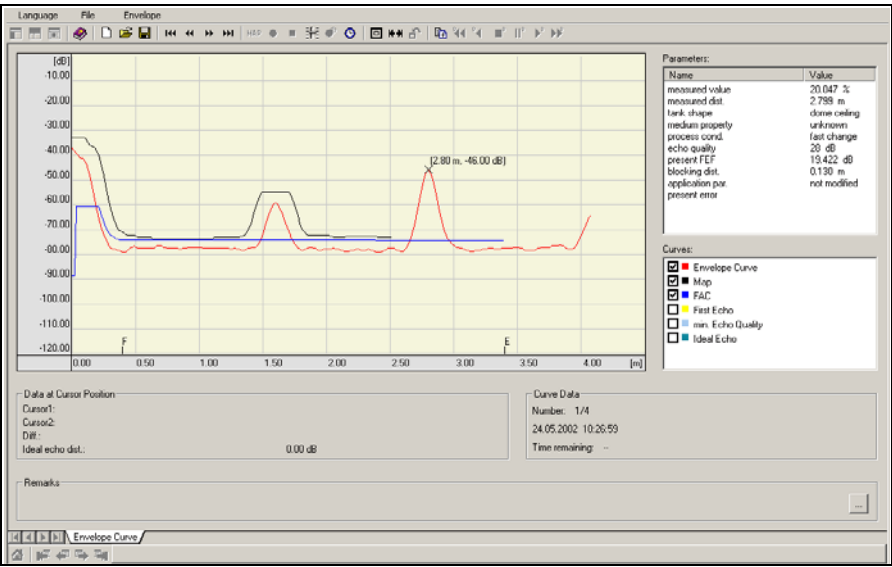 Language File Envelope
[dB]
-10.00
-20.00
-30.00
-40.00
-50.00
-60.00
-70.00
-80.00
-90.00
-100.00
-110.00
-120.00
(2.80 m, -46.00 dB)
F
E
0.00 0.50 1.00 1.50 2.00 2.50 3.00 3.50 4.00 [m]
Parameters:
Name Value
measured value 20.047 %
measured dist. 2.799 m
tank shape dome ceiling
medium property unknown
process cond. fast change
echo quality 28 dB
present FEF 19.422 dB
blocking dist. 0.130 m
application par. not modified
present error
Curves:
Envelope Curve
Map
FAC
First Echo
min. Echo Quality
Ideal Echo
Data at Cursor Position
Cursor1:
Cursor2:
Diff.:
Ideal echo dist.: 0.00 dB
Curve Data
Number: 1/4
24.05.2002 10:26:59
Time remaining: --
Remarks
...
Envelope Curve